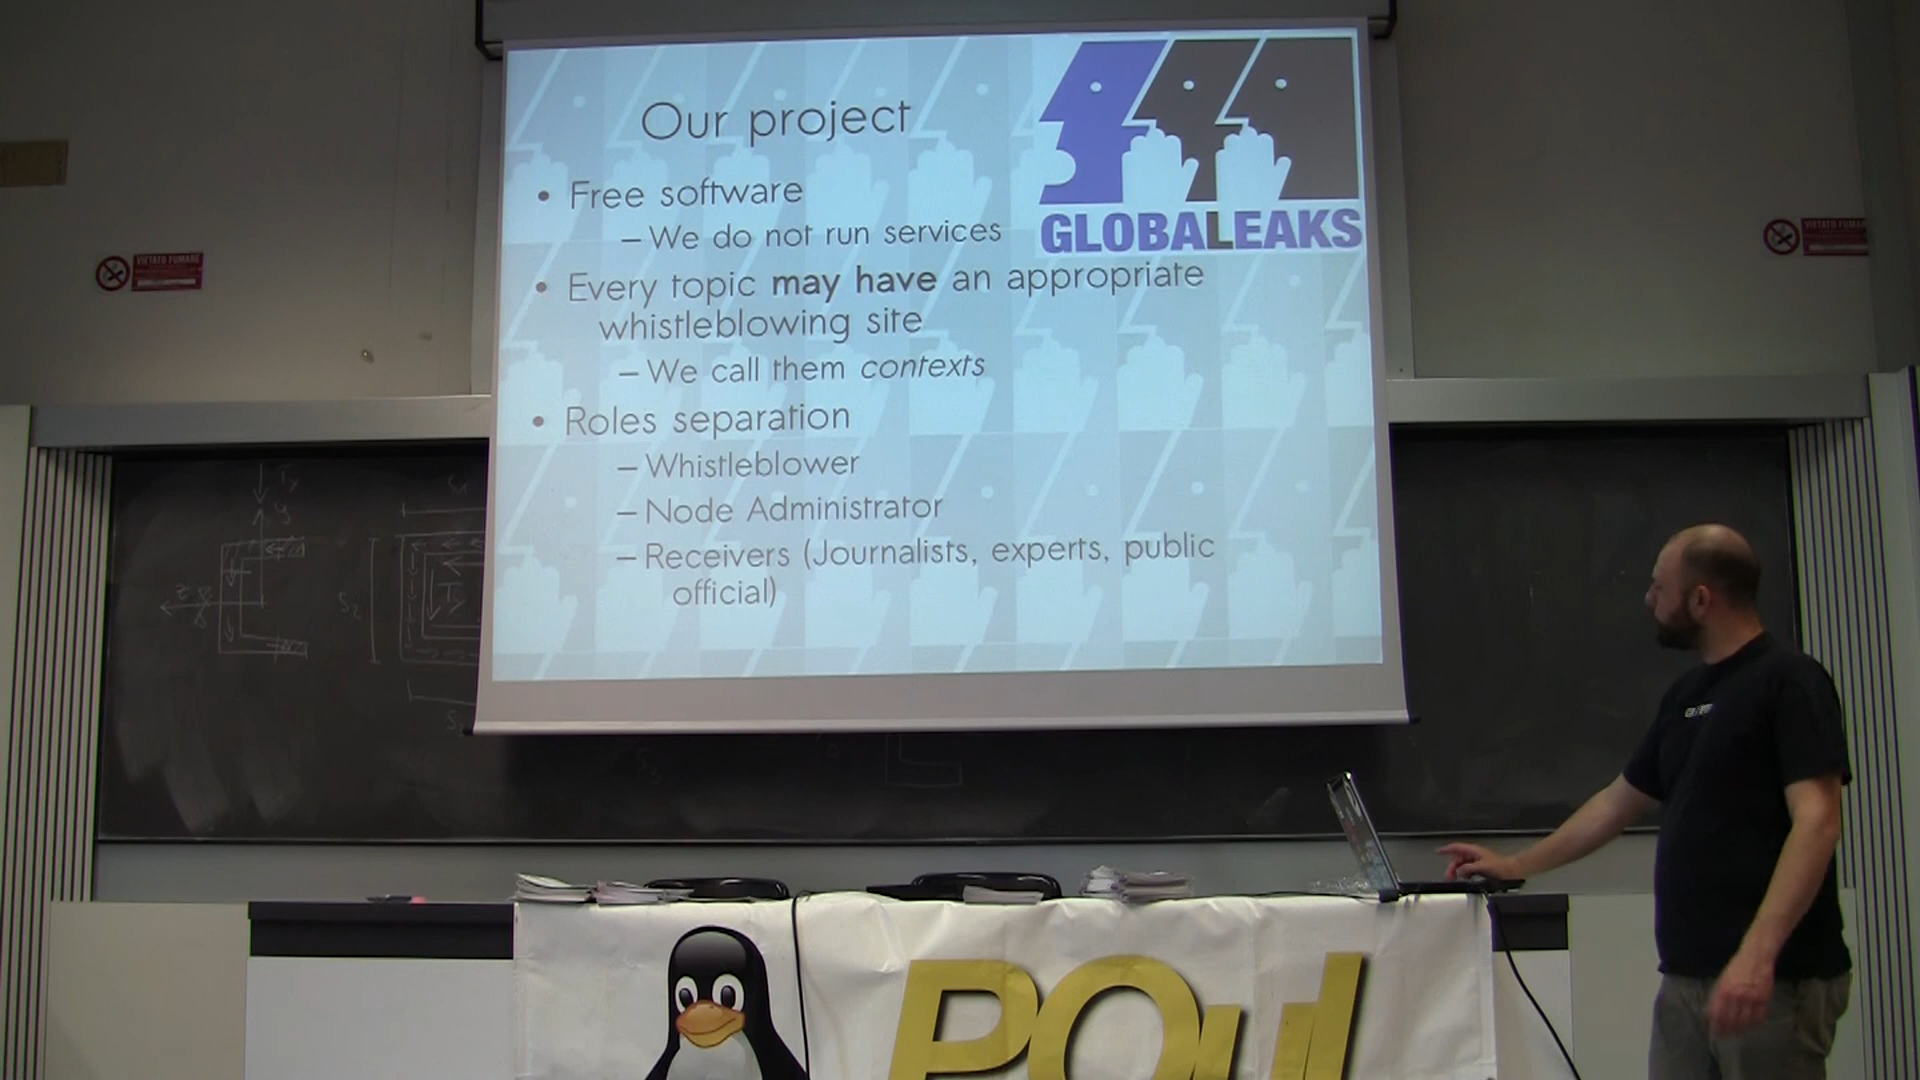 Our project
GLOBALEAKS
• Free software
– We do not run services
• Every topic may have an appropriate
whistleblowing site
– We call them contexts
• Roles separation
– Whistleblower
– Node Administrator
– Receivers (Journalists, experts, public
official)
VIETATO FUMARE
VIETATO FUMARE
S2
POul